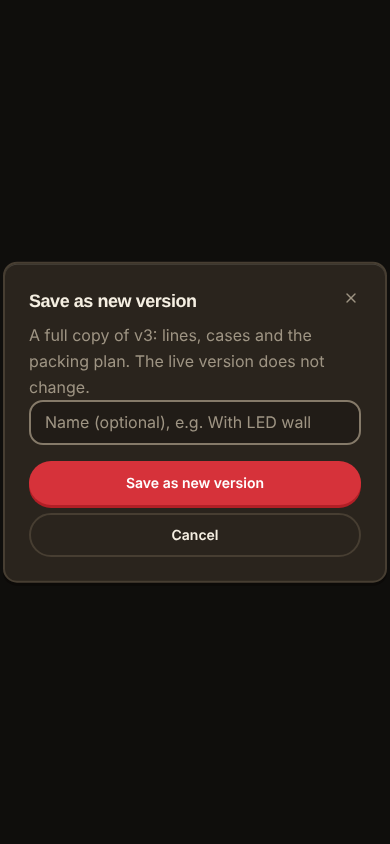 Save as new version
A full copy of v3: lines, cases and the
packing plan. The live version does not
change.
Name (optional), e.g. With LED wall
Save as new version
Cancel